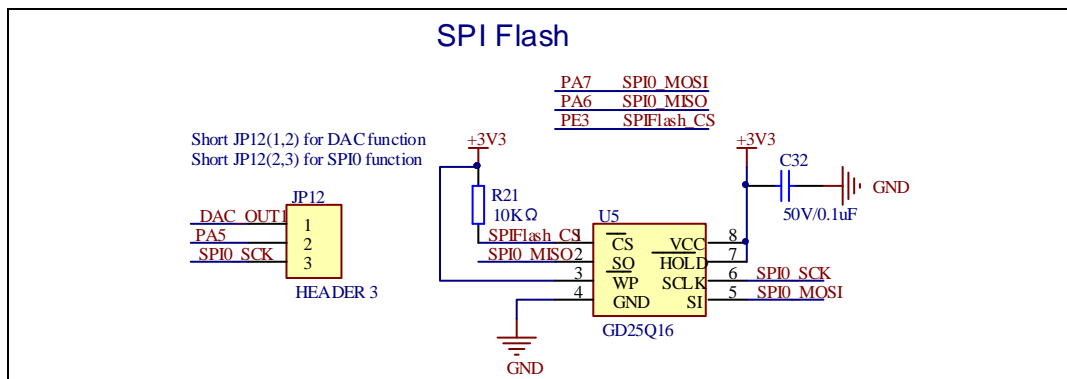 SPI Flash
PA7 SPI0_MOSI
PA6 SPI0_MISO
PE3 SPIFlash_CS
Short JP12(1,2) for DAC function
Short JP12(2,3) for SPI0 function
+3V3
+3V3
C32
GND
50V/0.1uF
R21
10KΩ
JP12
DAC_OUT1 1
PA5 2
SPI0_SCK 3
HEADER 3
U5
SPIFlash_CS 1 CS VCC 8
SPI0_MISO 2 SO HOLD 7
3 WP SCLK 6 SPI0_SCK
4 GND SI 5 SPI0_MOSI
GD25Q16
GND